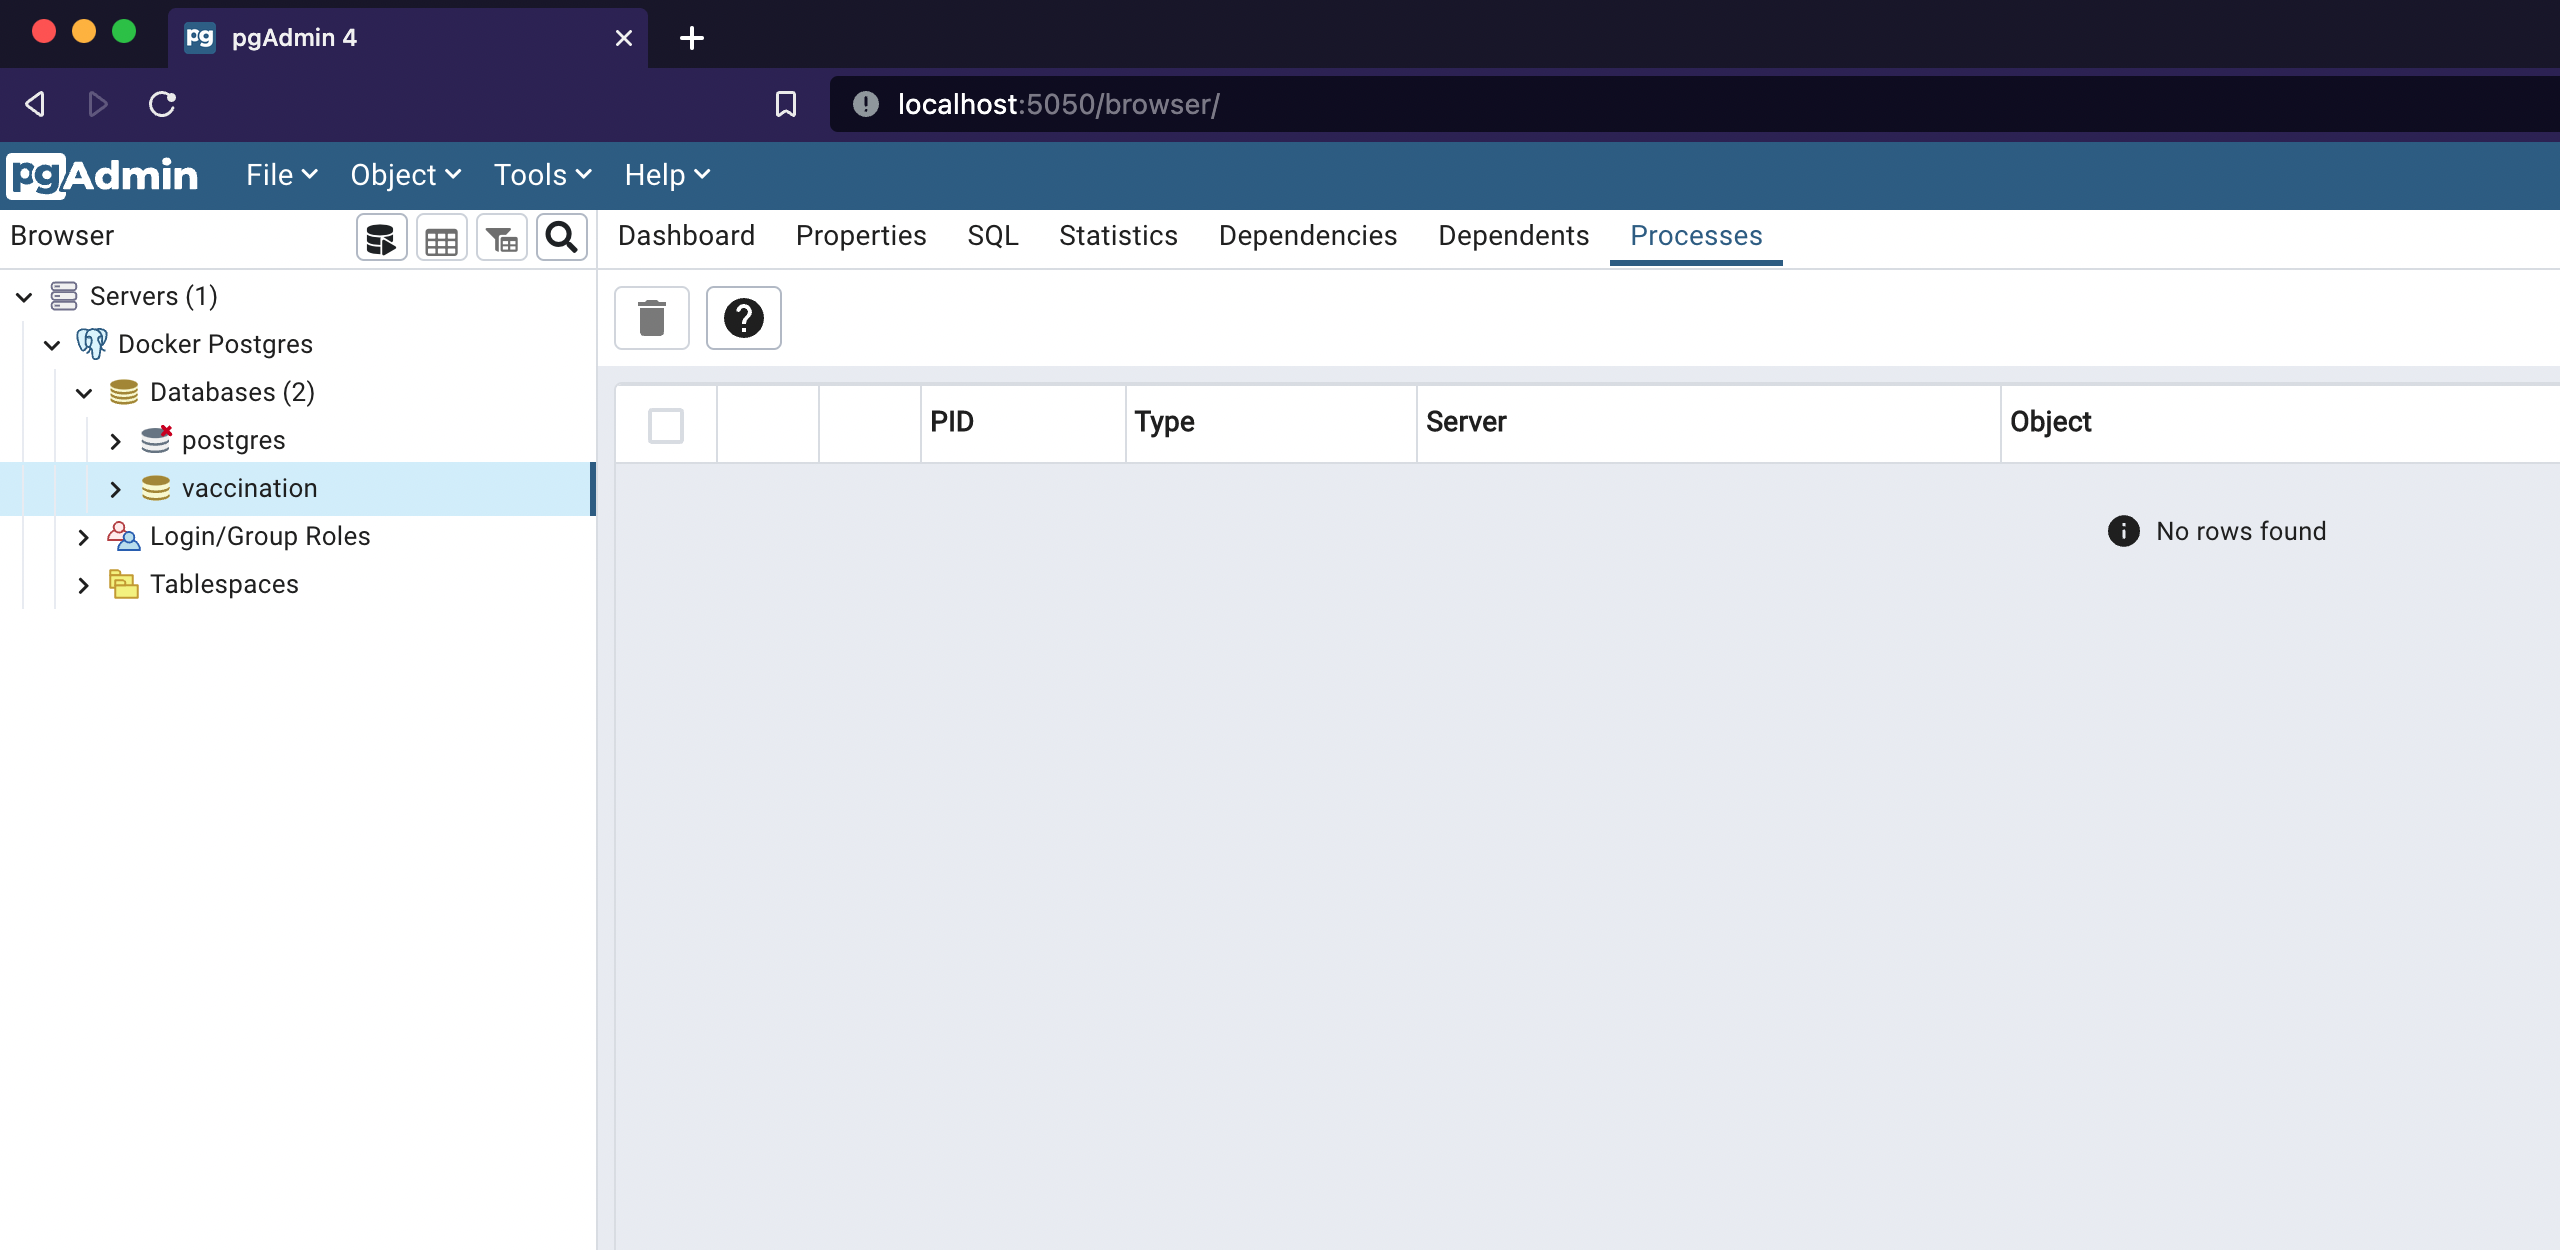 pg pgAdmin 4
localhost:5050/browser/
pgAdmin File Object Tools Help
Browser
Dashboard Properties SQL Statistics Dependencies Dependents Processes
Servers (1)
Docker Postgres
Databases (2)
postgres
vaccination
Login/Group Roles
Tablespaces
PID Type Server Object
No rows found